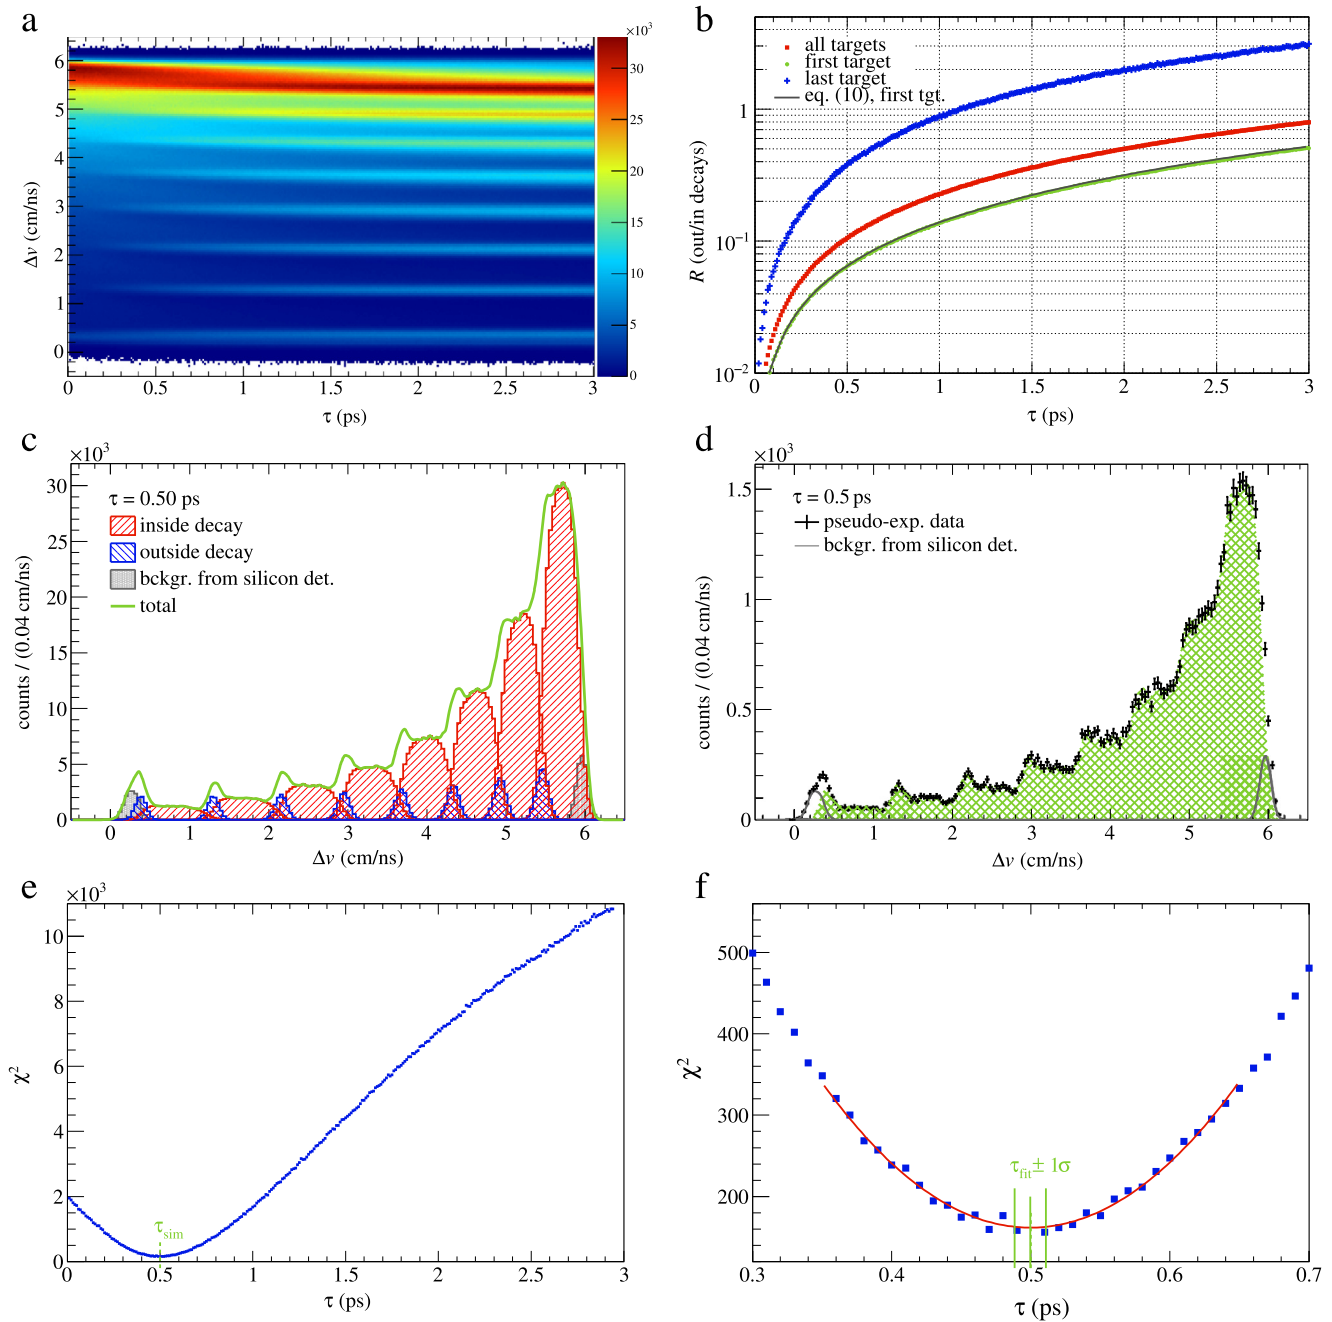 a
×10³
6
5
4
3
2
1
0
Δv (cm/ns)
0 0.5 1 1.5 2 2.5 3
τ (ps)
30
25
20
15
10
5
0
b
all targets
first target
last target
eq. (10), first tgt.
1
10⁻¹
10⁻²
R (out/in decays)
0 0.5 1 1.5 2 2.5 3
τ (ps)
c
×10³
τ = 0.50 ps
inside decay
outside decay
bckgr. from silicon det.
total
30
25
20
15
10
5
0
counts / (0.04 cm/ns)
0 1 2 3 4 5 6
Δv (cm/ns)
d
×10³
τ = 0.5 ps
pseudo-exp. data
bckgr. from silicon det.
1.5
1
0.5
0
counts / (0.04 cm/ns)
0 1 2 3 4 5 6
Δv (cm/ns)
e
×10³
10
8
6
4
2
0
χ²
τsim
0 0.5 1 1.5 2 2.5 3
τ (ps)
f
500
400
300
200
χ²
τfit ± 1σ
0.3 0.4 0.5 0.6 0.7
τ (ps)